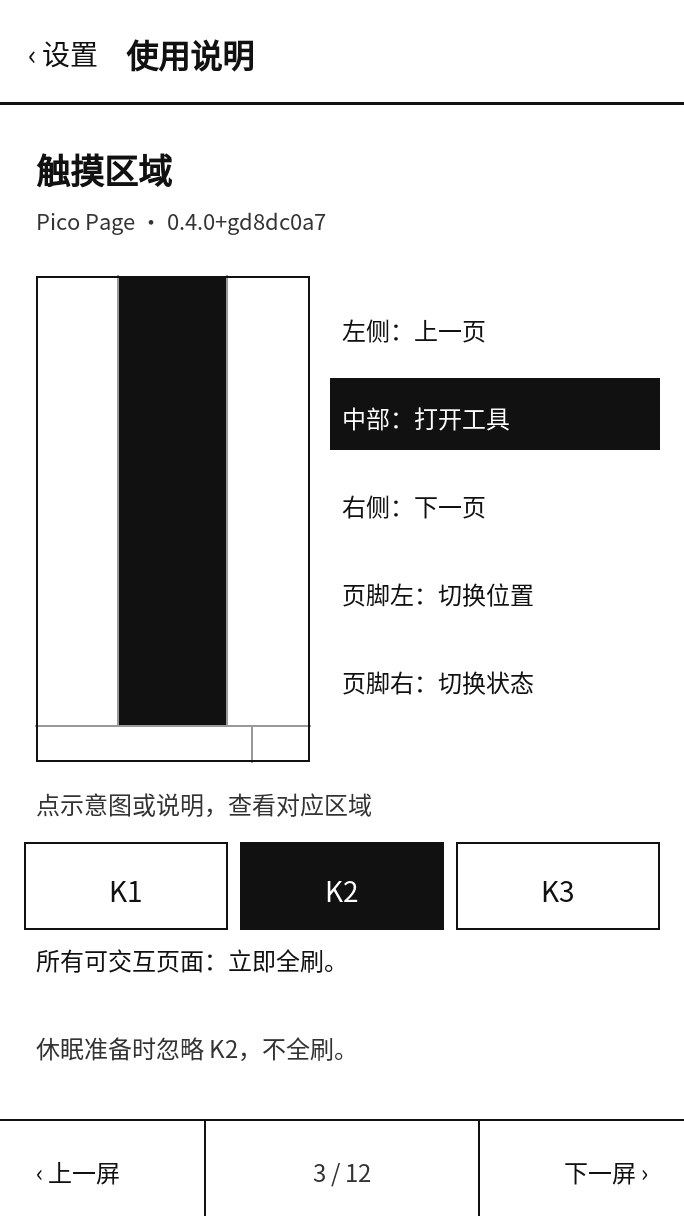 ‹ 设置 使用说明
触摸区域
Pico Page · 0.4.0+gd8dc0a7
左侧：上一页
中部：打开工具
右侧：下一页
页脚左：切换位置
页脚右：切换状态
点示意图或说明，查看对应区域
K1 K2 K3
所有可交互页面：立即全刷。
休眠准备时忽略 K2，不全刷。
‹ 上一屏 3 / 12 下一屏 ›